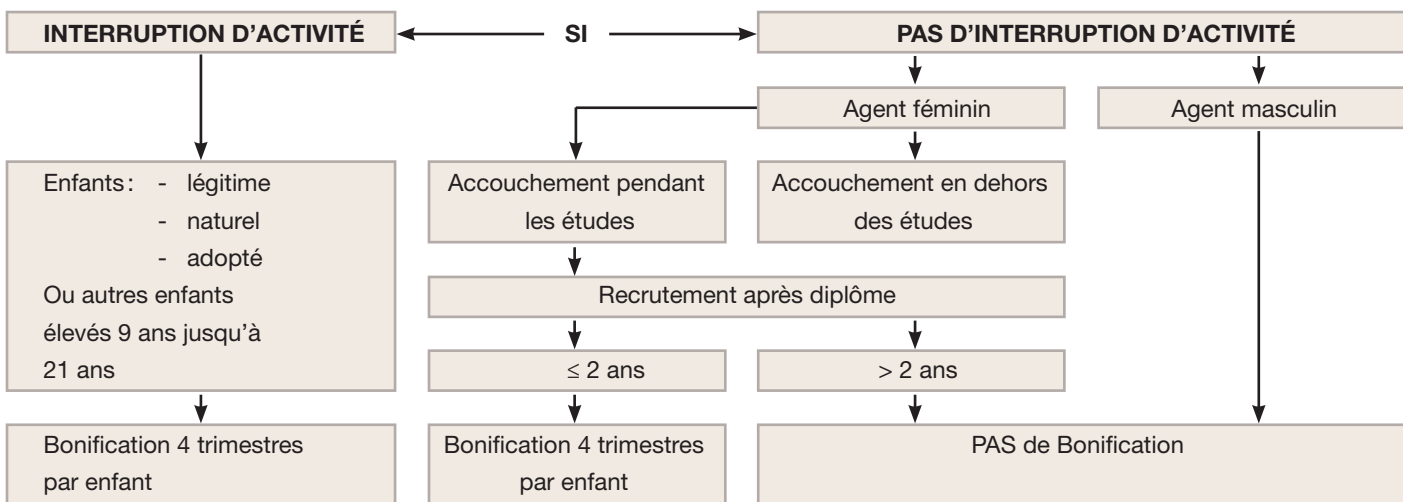 INTERRUPTION D'ACTIVITÉ
SI
PAS D'INTERRUPTION D'ACTIVITÉ
Agent féminin
Agent masculin
Enfants : - légitime
- naturel
- adopté
Ou autres enfants
élevés 9 ans jusqu'à
21 ans
Accouchement pendant
les études
Accouchement en dehors
des études
Recrutement après diplôme
≤ 2 ans
> 2 ans
Bonification 4 trimestres
par enfant
Bonification 4 trimestres
par enfant
PAS de Bonification